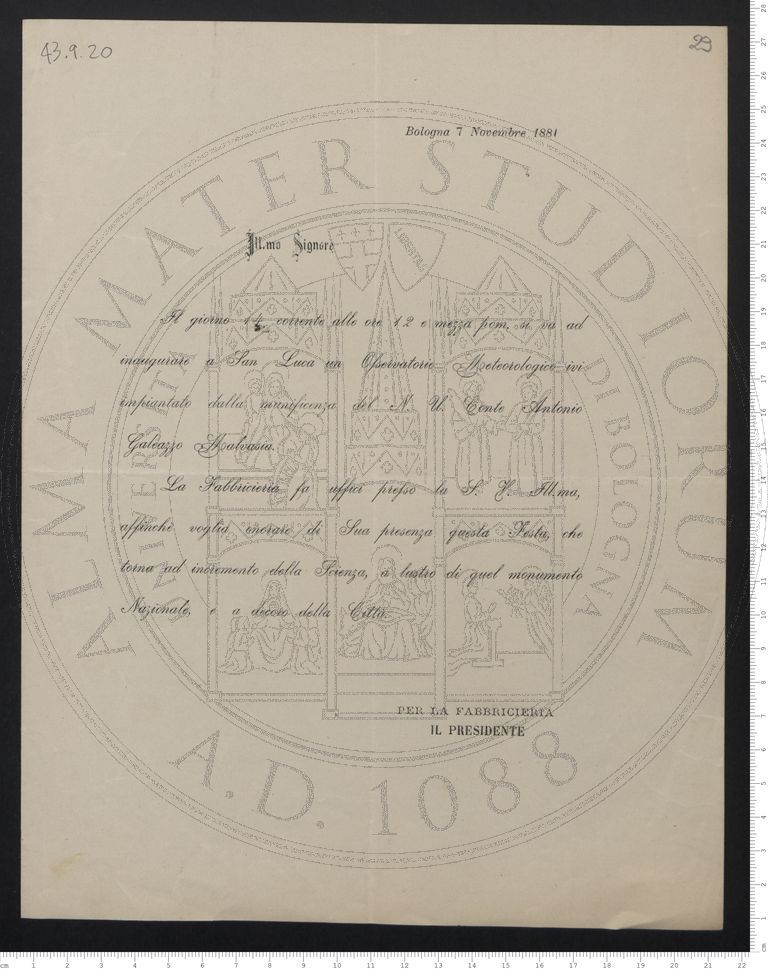 43.9.20
Bologna 7 Novembre 1881
Ill.mo Signore
Il giorno corrente alle ore 12 e mezza pom, si va ad
inaugurare a San Luca un Osservatorio Meteorologico ivi
impiantato dalla munificenza del N. U. Conte Antonio
Galeazzo Malvasia.
La Fabbricieria fa uffici presso la S. V. Ill.ma,
affinchè voglia onorare di Sua presenza questa Festa, che
torna ad incremento della Scienza, a lustro di quel monumento
Nazionale, e a decoro della Città.
PER LA FABBRICIERIA
IL PRESIDENTE
ALMA MATER STUDIORUM
A.D. 1088
DI BOLOGNA